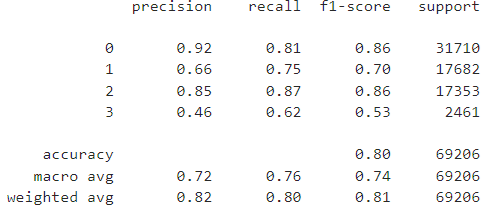 precision recall f1-score support
0 0.92 0.81 0.86 31710
1 0.66 0.75 0.70 17682
2 0.85 0.87 0.86 17353
3 0.46 0.62 0.53 2461
accuracy 0.80 69206
macro avg 0.72 0.76 0.74 69206
weighted avg 0.82 0.80 0.81 69206